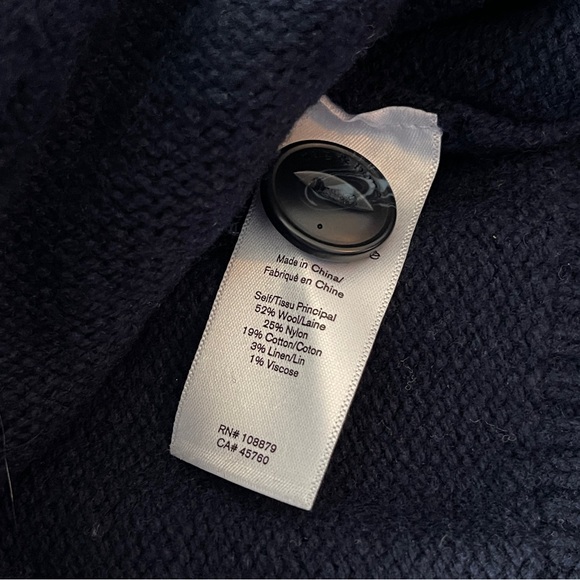 Made in China/
Fabriqué en Chine
Self/Tissu Principal
52% Wool/Laine
25% Nylon
19% Cotton/Coton
3% Linen/Lin
1% Viscose
RN# 108879
CA# 45760